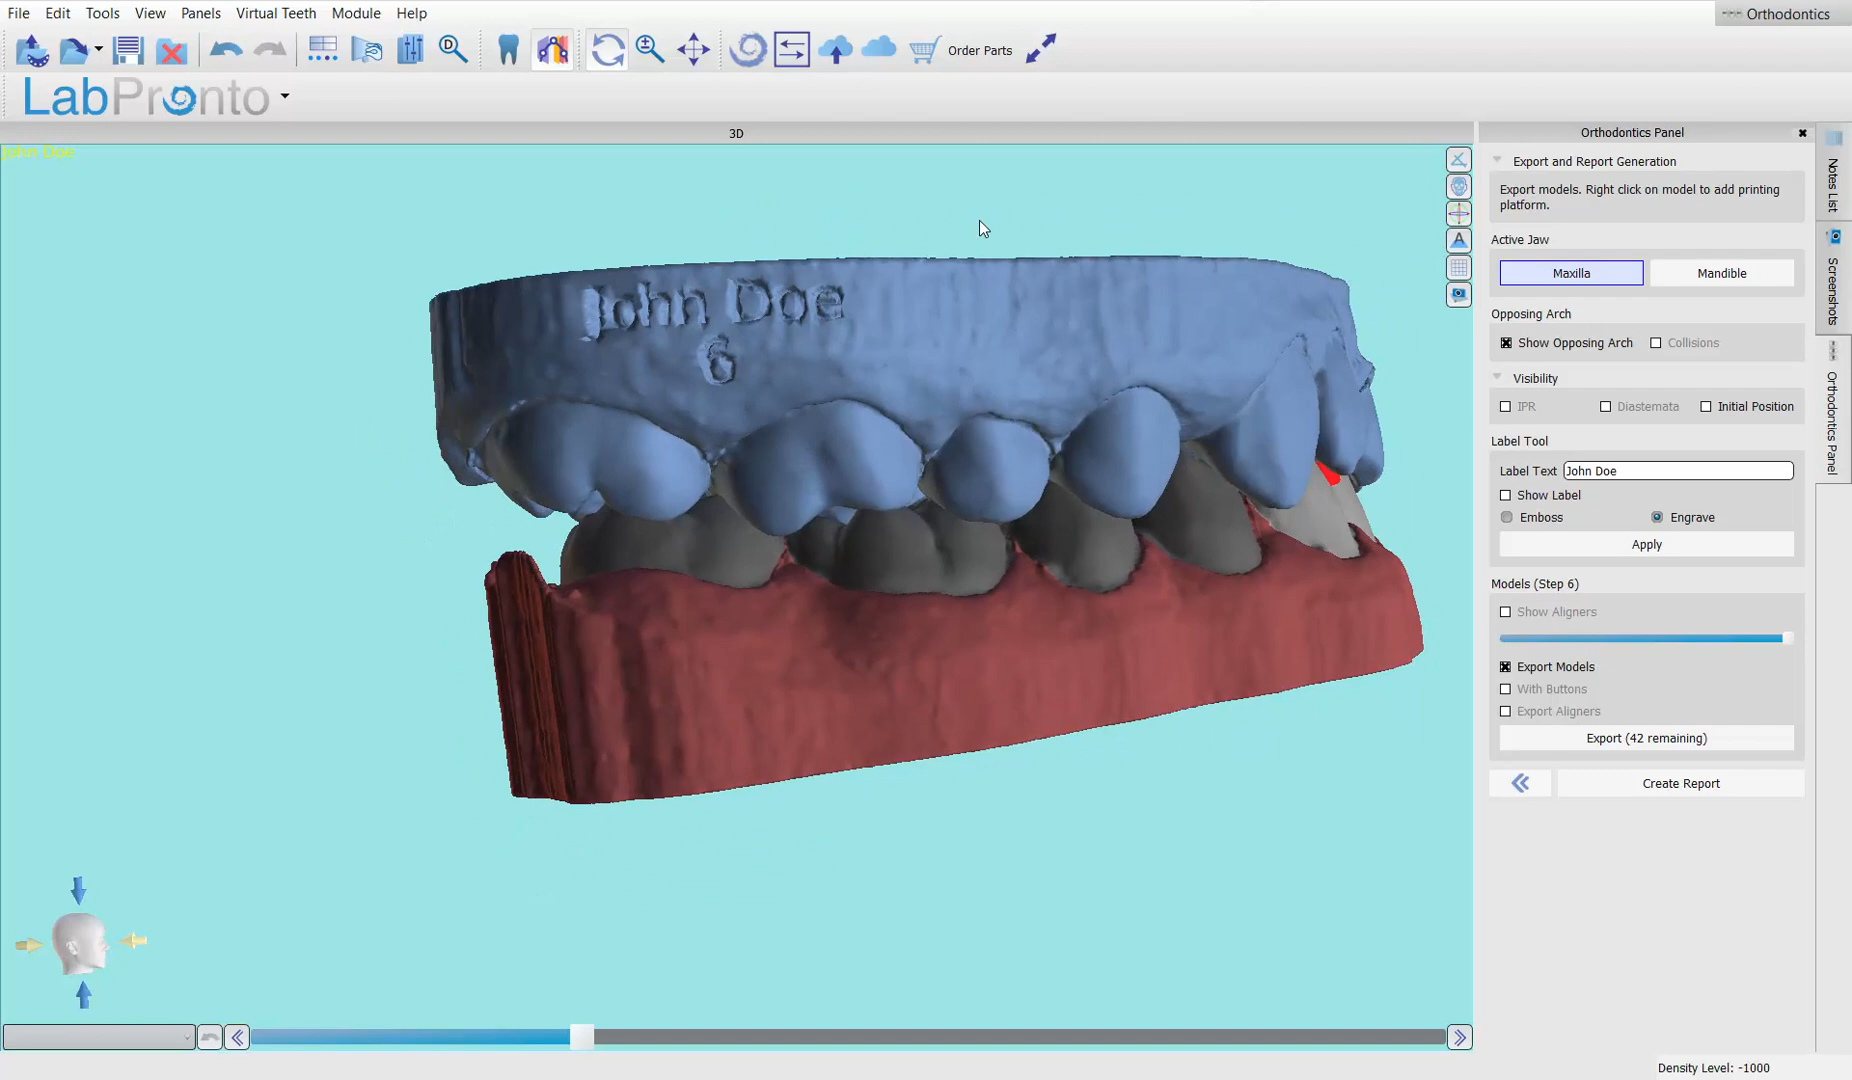 File Edit Tools View Panels Virtual Teeth Module Help
Orthodontics
D
Order Parts
LabPronto
3D
John Doe
John Doe
6
A
Orthodontics Panel
Export and Report Generation
Export models. Right click on model to add printing
platform.
Active Jaw
Maxilla Mandible
Opposing Arch
Show Opposing Arch Collisions
Visibility
IPR Diastemata Initial Position
Label Tool
Label Text John Doe
Show Label
Emboss Engrave
Apply
Models (Step 6)
Show Aligners
Export Models
With Buttons
Export Aligners
Export (42 remaining)
Create Report
Notes List
Screenshots
Orthodontics Panel
Density Level: -1000